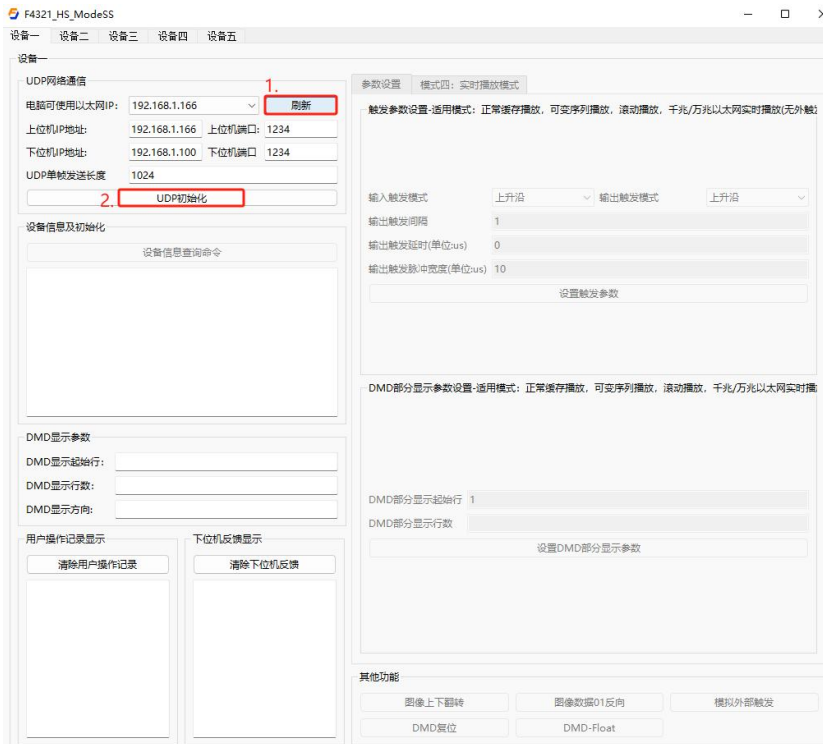 F4321_HS_ModeSS
设备一 设备二 设备三 设备四 设备五
设备一
UDP网络通信
1.
电脑可使用以太网IP: 192.168.1.166 刷新
上位机IP地址: 192.168.1.166 上位机端口: 1234
下位机IP地址: 192.168.1.100 下位机端口 1234
UDP单帧发送长度 1024
2. UDP初始化
设备信息及初始化
设备信息查询命令
DMD显示参数
DMD显示起始行:
DMD显示行数:
DMD显示方向:
用户操作记录显示
清除用户操作记录
下位机反馈显示
清除下位机反馈
参数设置 模式四：实时播放模式
触发参数设置-适用模式：正常缓存播放，可变序列播放，滚动播放，千兆/万兆以太网实时播放(无外触
输入触发模式 上升沿 输出触发模式 上升沿
输出触发间隔 1
输出触发延时(单位:us) 0
输出触发脉冲宽度(单位:us) 10
设置触发参数
DMD部分显示参数设置-适用模式：正常缓存播放，可变序列播放，滚动播放，千兆/万兆以太网实时播
DMD部分显示起始行 1
DMD部分显示行数
设置DMD部分显示参数
其他功能
图像上下翻转 图像数据01反向 模拟外部触发
DMD复位 DMD-Float